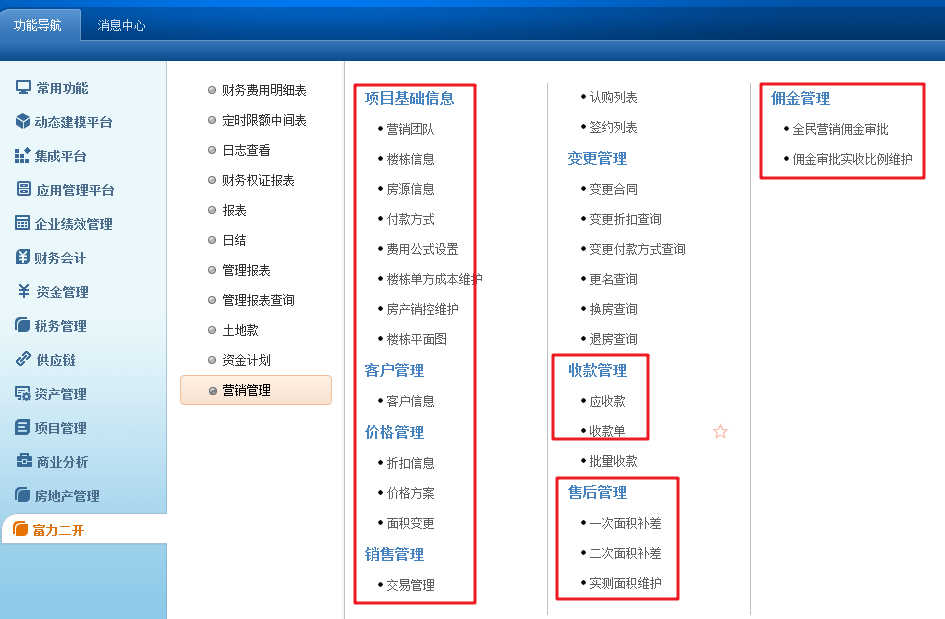 功能导航
消息中心
常用功能
动态建模平台
集成平台
应用管理平台
企业绩效管理
财务会计
资金管理
税务管理
供应链
资产管理
项目管理
商业分析
房地产管理
富力二开
财务费用明细表
定时限额中间表
日志查看
财务权证报表
报表
日结
管理报表
管理报表查询
土地款
资金计划
营销管理
项目基础信息
营销团队
楼栋信息
房源信息
付款方式
费用公式设置
楼栋单方成本维护
房产销控维护
楼栋平面图
客户管理
客户信息
价格管理
折扣信息
价格方案
面积变更
销售管理
交易管理
认购列表
签约列表
变更管理
变更合同
变更折扣查询
变更付款方式查询
更名查询
换房查询
退房查询
收款管理
应收款
收款单
批量收款
售后管理
一次面积补差
二次面积补差
实测面积维护
佣金管理
全民营销佣金审批
佣金审批实收比例维护